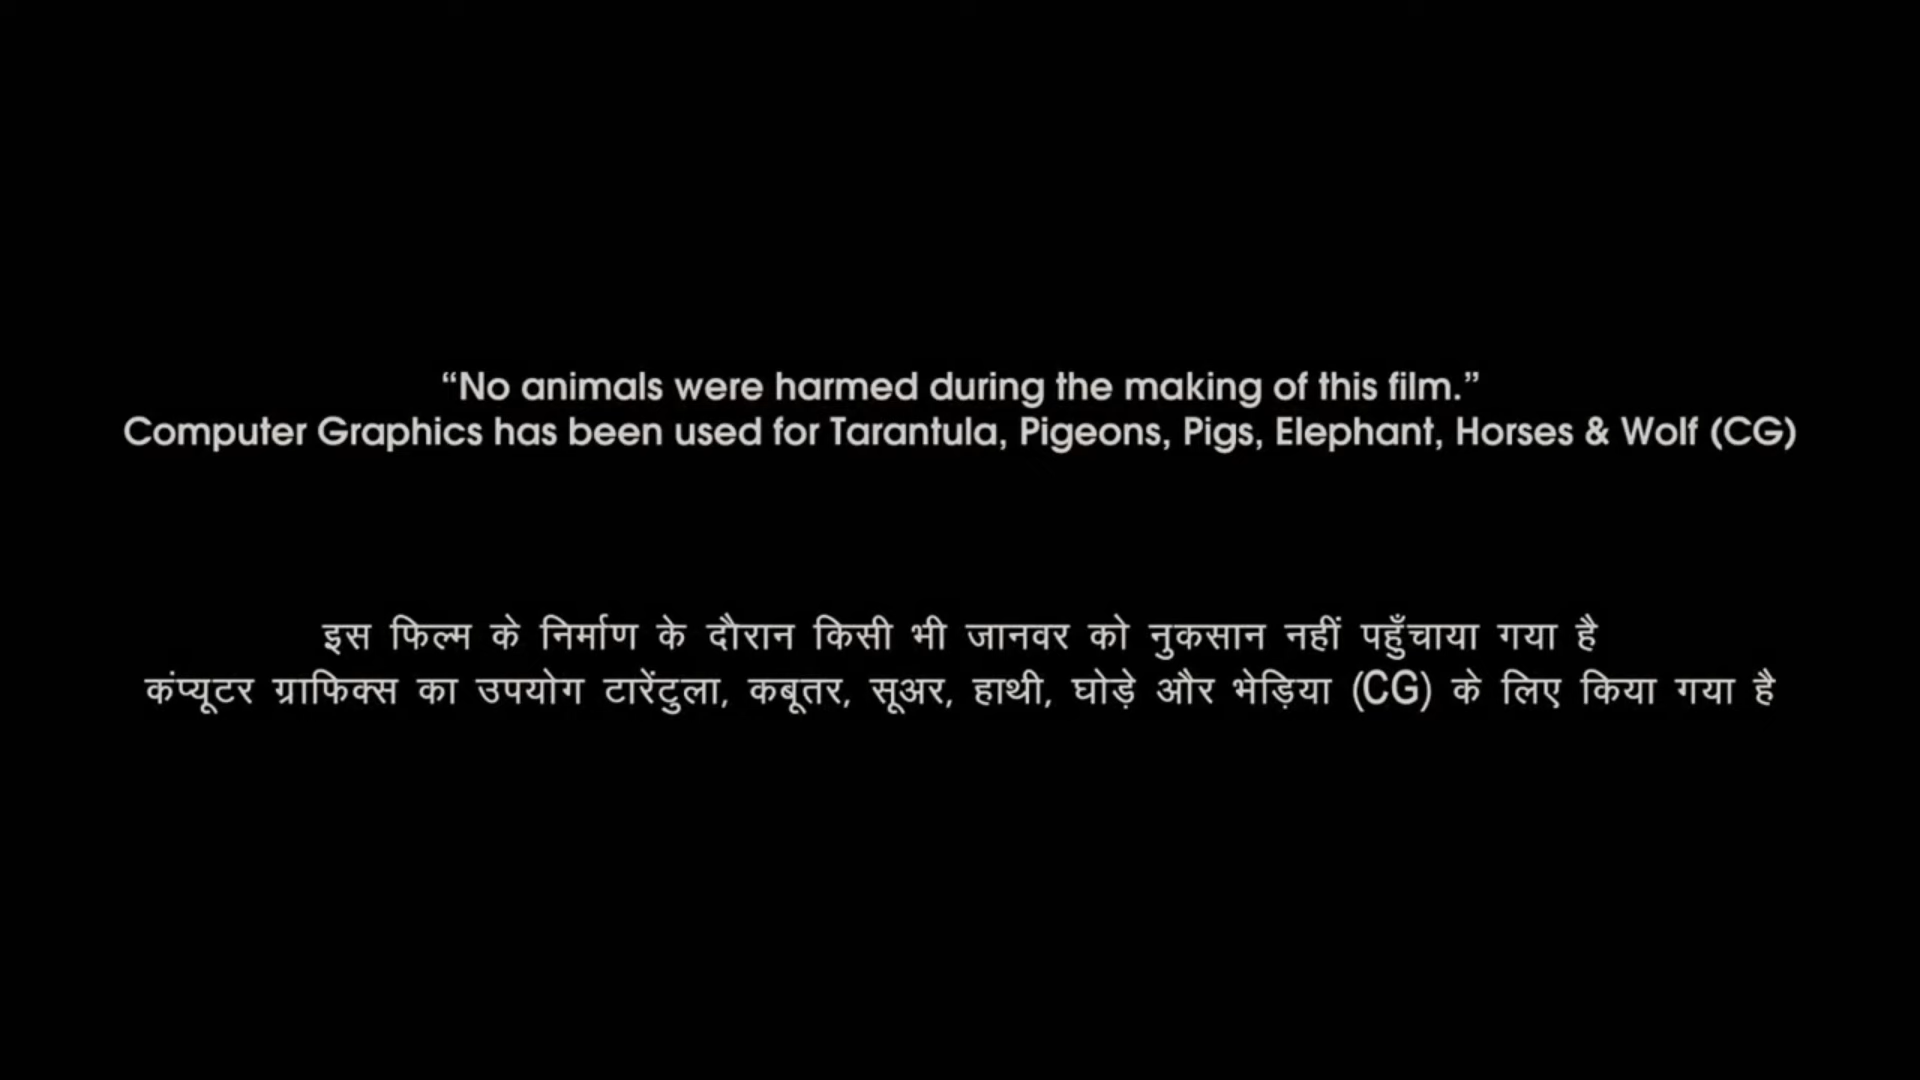 “No animals were harmed during the making of this film.”
Computer Graphics has been used for Tarantula, Pigeons, Pigs, Elephant, Horses & Wolf (CG)
इस फिल्म के निर्माण के दौरान किसी भी जानवर को नुकसान नहीं पहुँचाया गया है
कंप्यूटर ग्राफिक्स का उपयोग टारेंटुला, कबूतर, सूअर, हाथी, घोड़े और भेड़िया (CG) के लिए किया गया है